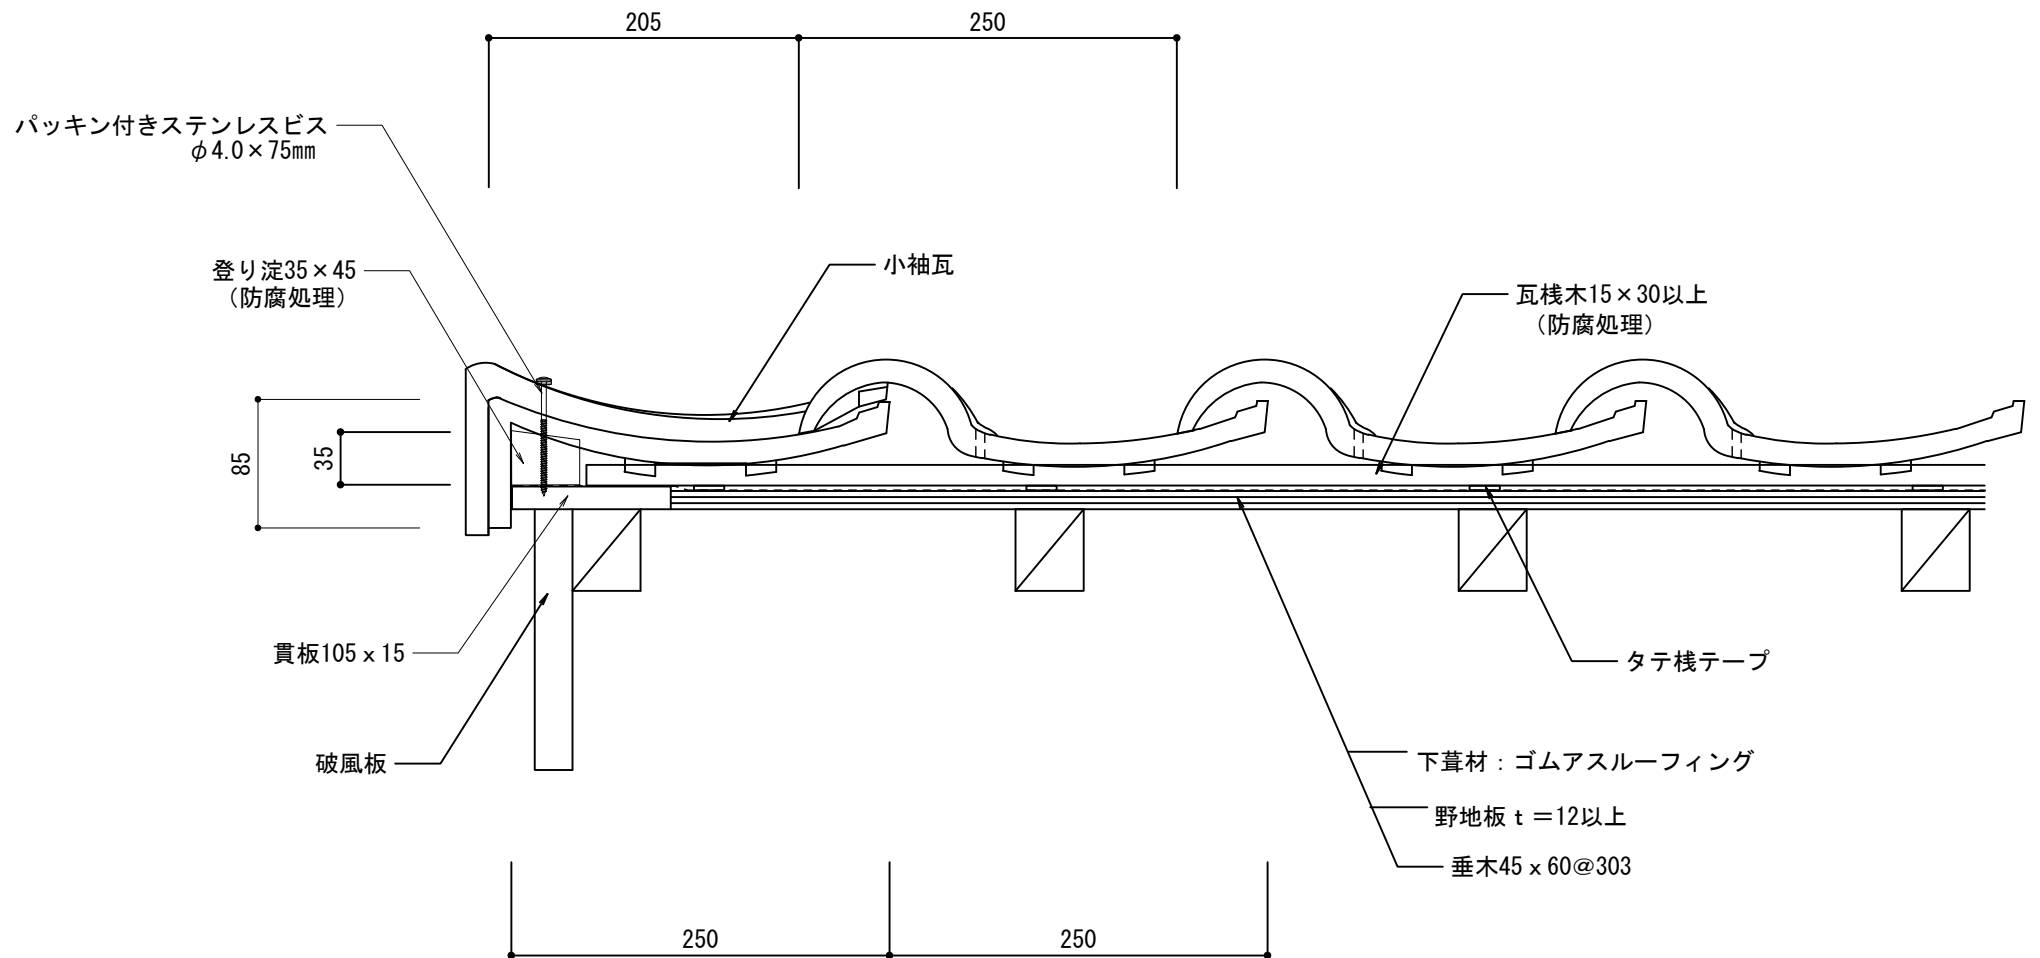 205
250
パッキン付きステンレスビス
φ4.0×75mm
登り淀35×45
（防腐処理）
小袖瓦
瓦桟木15×30以上
（防腐処理）
85
35
貫板105x15
タテ桟テープ
破風板
下葺材：ゴムアスルーフィング
野地板t=12以上
垂木45x60@303
250
250